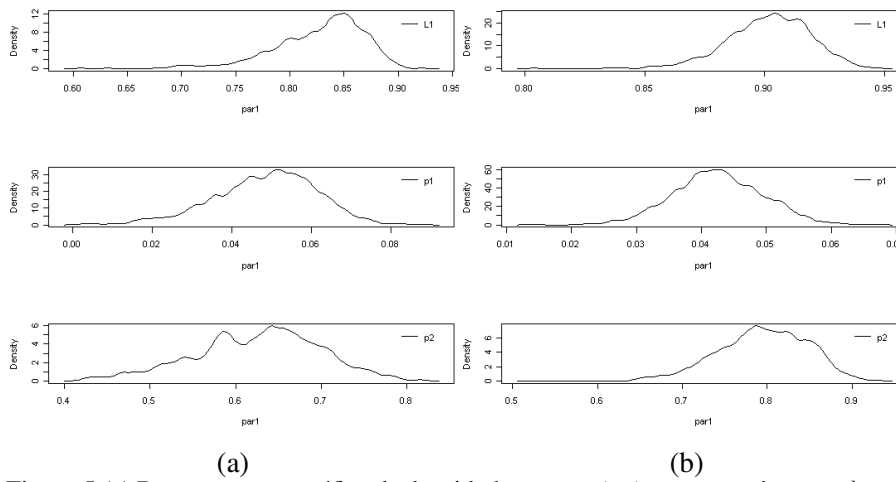 Density 0 4 8 12 L1
0.60 0.65 0.70 0.75 0.80 0.85 0.90 0.95
par1
Density 0 10 20 L1
0.80 0.85 0.90 0.95
par1
Density 0 10 20 30 p1
0.00 0.02 0.04 0.06 0.08
par1
Density 0 20 40 60 p1
0.01 0.02 0.03 0.04 0.05 0.06
par1
Density 0 2 4 6 p2
0.4 0.5 0.6 0.7 0.8
par1
Density 0 2 4 6 p2
0.5 0.6 0.7 0.8 0.9
par1
(a) (b)